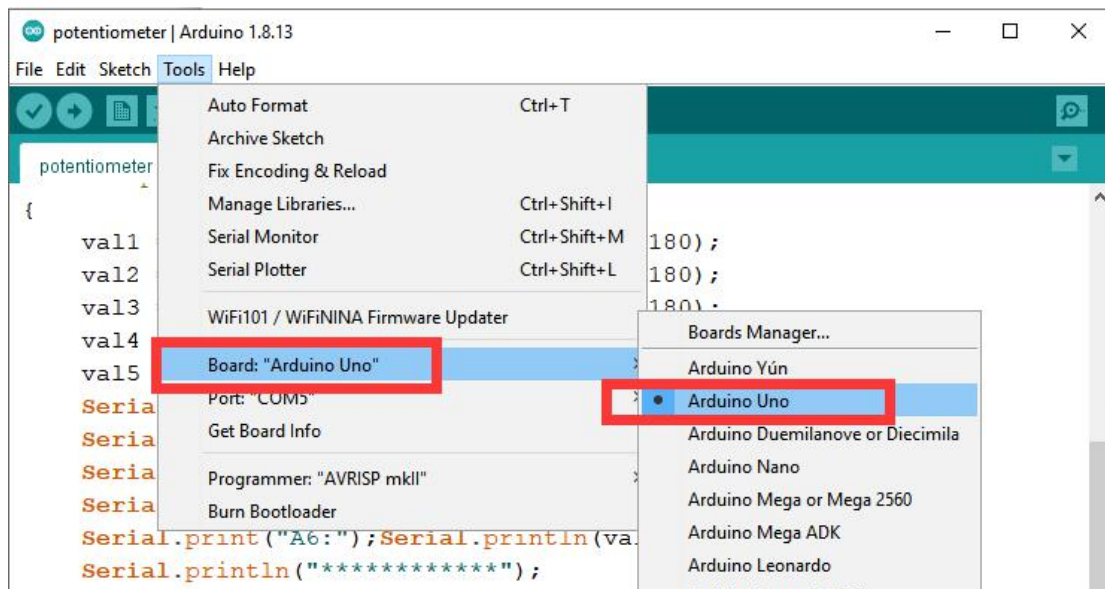 potentiometer | Arduino 1.8.13
File Edit Sketch Tools Help
Auto Format Ctrl+T
Archive Sketch
potentiometer
Fix Encoding & Reload
{
Manage Libraries... Ctrl+Shift+I
val1 Serial Monitor Ctrl+Shift+M 180);
val2 Serial Plotter Ctrl+Shift+L 180);
val3 WiFi101 / WiFiNINA Firmware Updater 180);
Boards Manager...
val4
val5 Board: "Arduino Uno" Arduino Yún
Seria Port: "COM5" Arduino Uno
Seria Get Board Info Arduino Duemilanove or Diecimila
Seria Programmer: "AVRISP mkII" Arduino Nano
Seria Burn Bootloader Arduino Mega or Mega 2560
Serial.print("A6:");Serial.println(va Arduino Mega ADK
Serial.println("************"); Arduino Leonardo